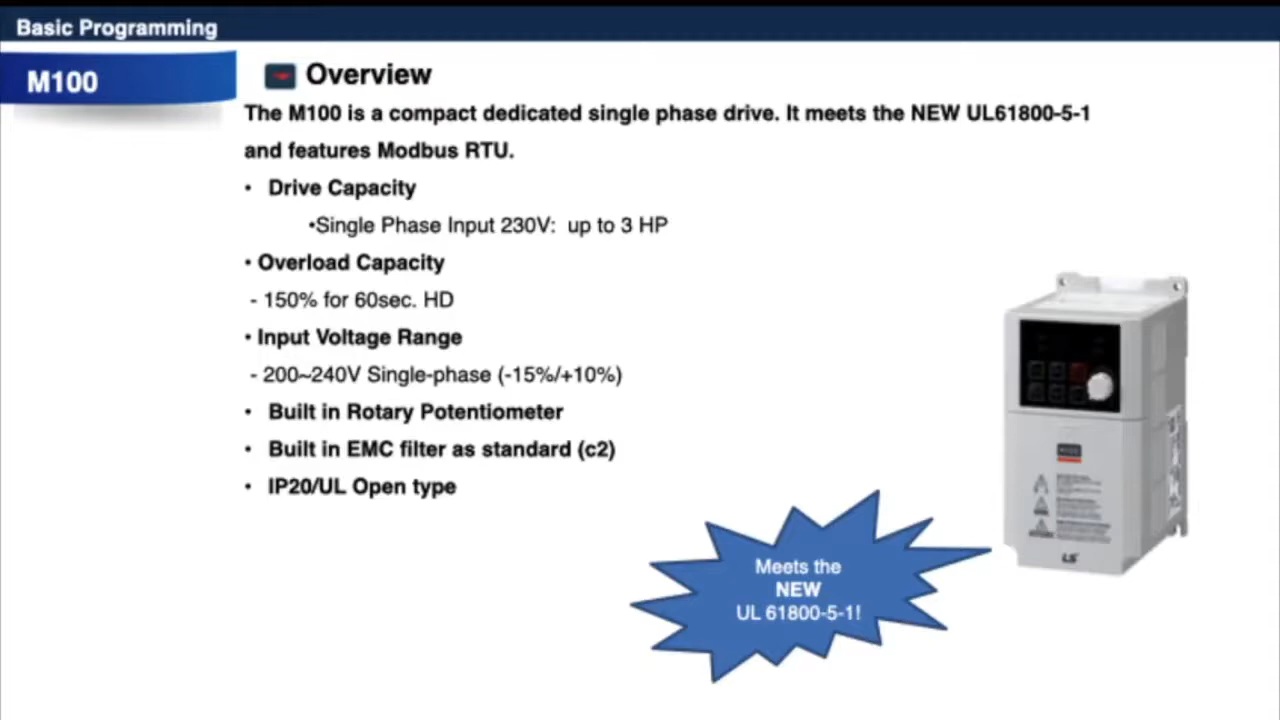 Basic Programming
M100
Overview
The M100 is a compact dedicated single phase drive. It meets the NEW UL61800-5-1
and features Modbus RTU.
• Drive Capacity
•Single Phase Input 230V: up to 3 HP
• Overload Capacity
- 150% for 60sec. HD
• Input Voltage Range
- 200~240V Single-phase (-15%/+10%)
• Built in Rotary Potentiometer
• Built in EMC filter as standard (c2)
• IP20/UL Open type
Meets the
NEW
UL 61800-5-1!
LS